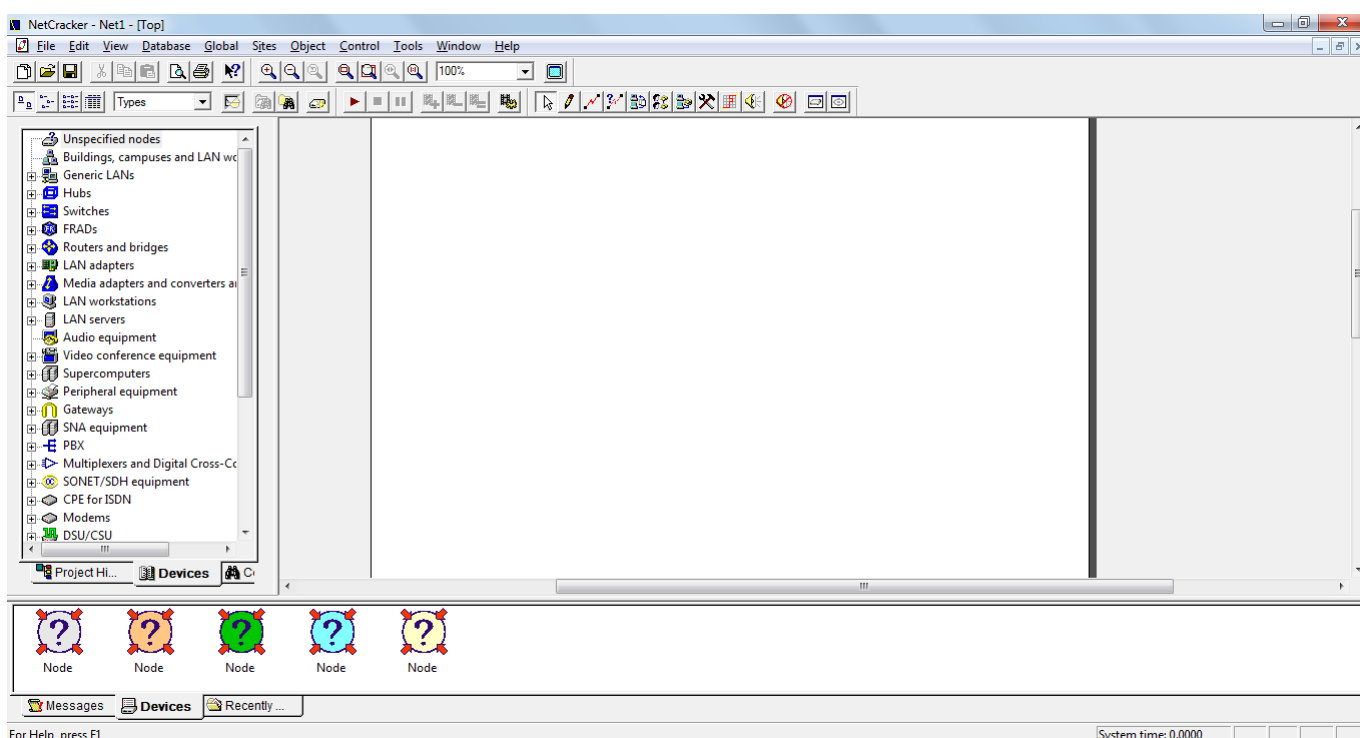 NetCracker - Net1 - [Top]
File Edit View Database Global Sites Object Control Tools Window Help
100%
Types
Unspecified nodes
Buildings, campuses and LAN wo
Generic LANs
Hubs
Switches
FRADs
Routers and bridges
LAN adapters
Media adapters and converters a
LAN workstations
LAN servers
Audio equipment
Video conference equipment
Supercomputers
Peripheral equipment
Gateways
SNA equipment
PBX
Multiplexers and Digital Cross-Co
SONET/SDH equipment
CPE for ISDN
Modems
DSU/CSU
Project Hi... Devices
? ? ? ? ?
Node Node Node Node Node
Messages Devices Recently ...
For Help, press F1 System time: 0.0000